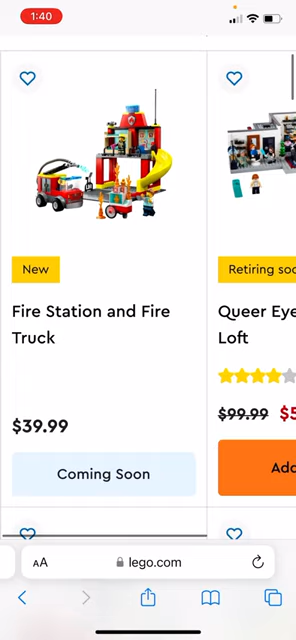 1:40
New
Fire Station and Fire
Truck
$39.99
Coming Soon
Retiring soo
Queer Eye
Loft
$99.99 $5
Add
AA
lego.com